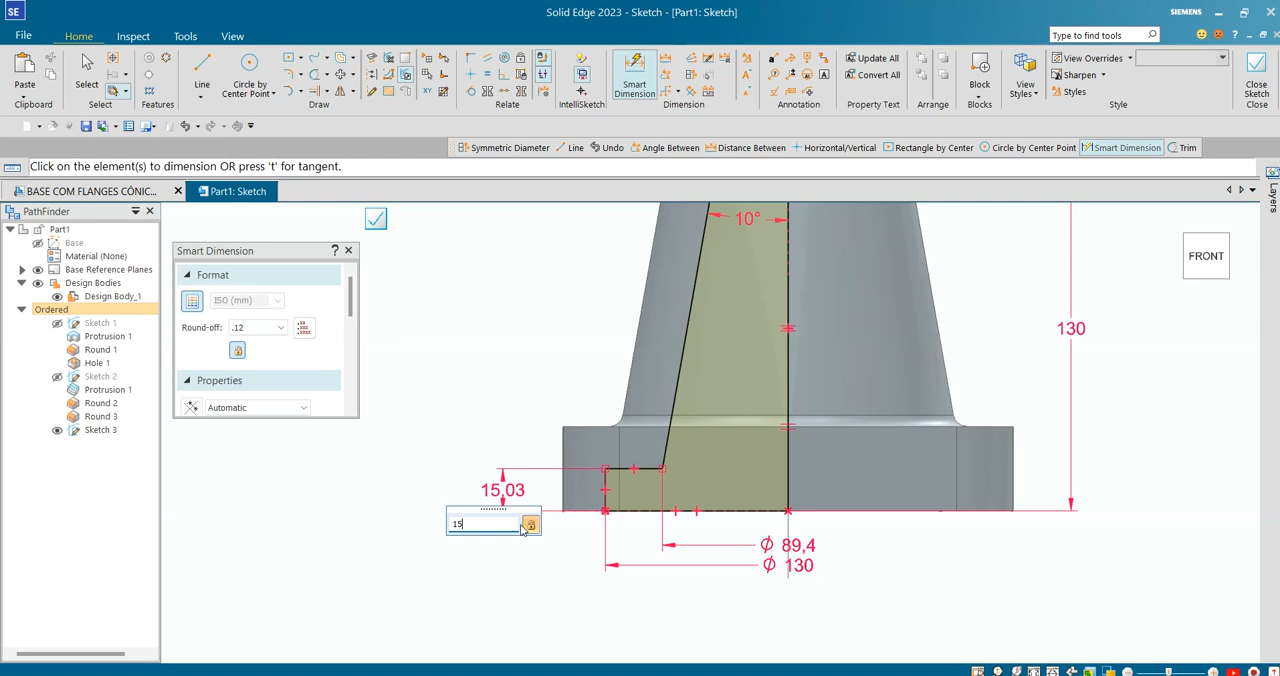 SE
Solid Edge 2023 - Sketch - [Part1: Sketch]
SIEMENS
File
Home
Inspect
Tools
View
Type to find tools
Paste
Clipboard
Select
Select
Features
Line
Circle by
Center Point
Draw
Relate
IntelliSketch
Smart
Dimension
Dimension
Annotation
Update All
Convert All
Property Text
Arrange
Block
Blocks
View
Styles
View Overrides
Sharpen
Styles
Style
Close
Sketch
Close
Symmetric Diameter
Line
Undo
Angle Between
Distance Between
Horizontal/Vertical
Rectangle by Center
Circle by Center Point
Smart Dimension
Trim
Click on the element(s) to dimension OR press 't' for tangent.
BASE COM FLANGES CÔNIC...
Part1: Sketch
Layers
PathFinder
Part1
Base
Material (None)
Base Reference Planes
Design Bodies
Design Body_1
Ordered
Sketch 1
Protrusion 1
Round 1
Hole 1
Sketch 2
Protrusion 1
Round 2
Round 3
Sketch 3
Smart Dimension
?
Format
ISO (mm)
Round-off:
.12
Properties
Automatic
FRONT
10°
130
15,03
15
∅ 89,4
∅ 130